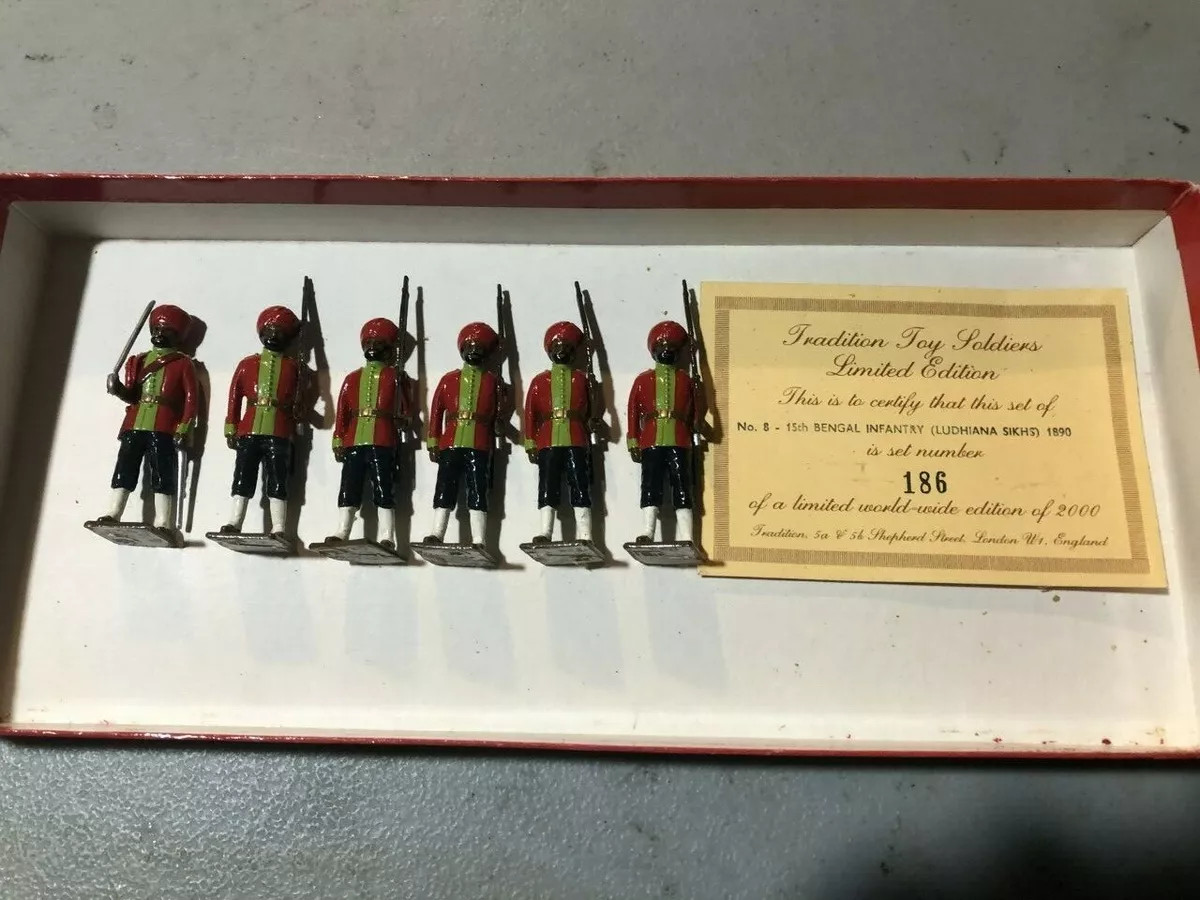 Tradition Toy Soldiers
Limited Edition
This is to certify that this set of
No. 8 - 15th BENGAL INFANTRY (LUDHIANA SIKHS) 1890
is set number
186
of a limited world-wide edition of 2000
Tradition, 5a & 5b Shepherd Street, London W1, England